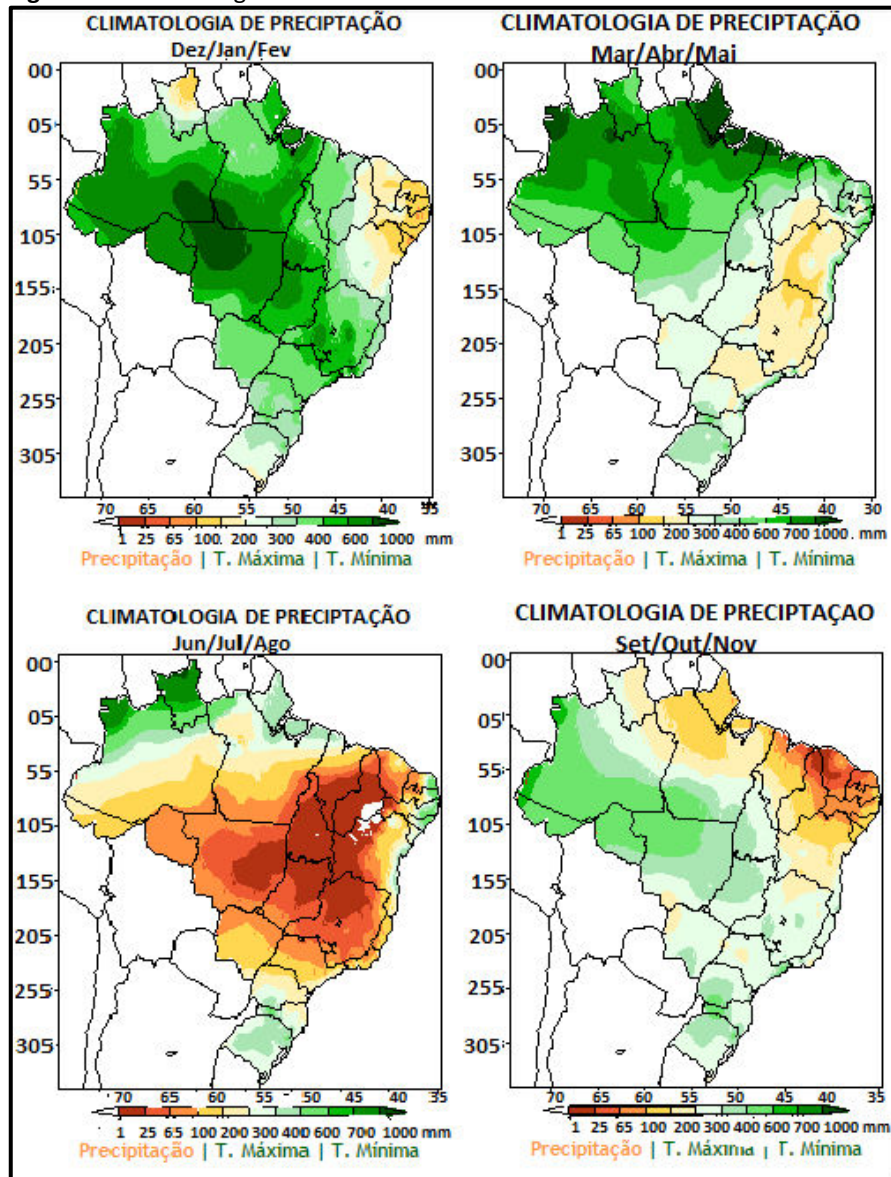 CLIMATOLOGIA DE PRECIPTAÇÃO
Dez/Jan/Fev
00
05
55
105
155
205
255
305
70 65 60 55 50 45 40 35
1 25 65 100. 200 300 400 600 1000 mm
Precipitação | T. Máxima | T. Mínima
CLIMATOLOGIA DE PRECIPTAÇÃO
Mar/Abr/Mai
00
05
55
105
155
205
255
305
70 65 60 55 50 45 40 30
1 25 65 100 200 300 400 600 700 1000. mm
Precipitação | T. Máxima | T. Mínima
CLIMATOLOGIA DE PRECIPTAÇÃO
Jun/Jul/Ago
00
05
55
105
155
205
255
305
70 65 60 55 50 45 40 35
1 25 65 100 200 300 400 600 700 1000 mm
Precipitação | T. Máxima | T. Mínima
CLIMATOLOGIA DE PRECIPTAÇAO
Set/Out/Nov
00
05'
55
105
155
205
255
305
70 65 60 55 50 45 40 35
1 25 65 100 200 300 400 600 700 1000 mm
Precipitação | T. Máxima | T. Mínima